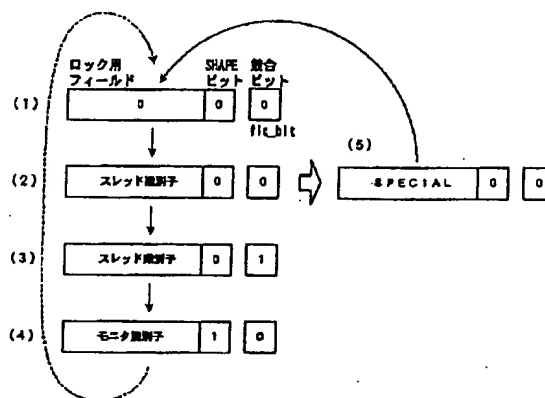 ロック用 SHAPE 競合
フィールド ビット ビット
(1) 0 0 0
flc_bit
(5)
(2) スレッド識別子 0 0 SPECIAL 0 0
(3) スレッド識別子 0 1
(4) モニタ識別子 1 0